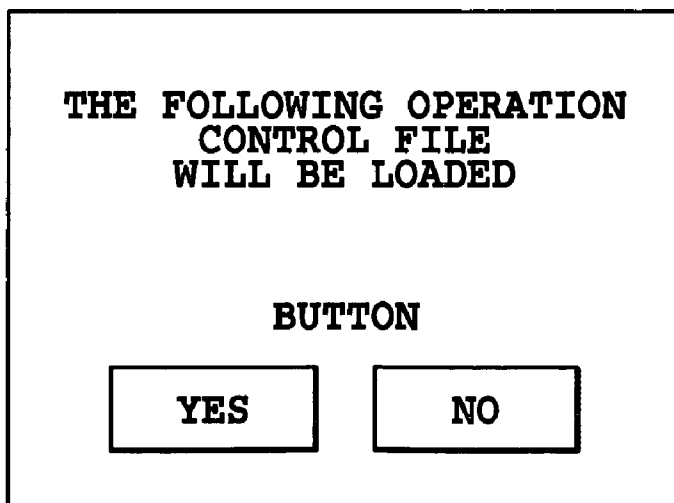 THE FOLLOWING OPERATION
CONTROL FILE
WILL BE LOADED
BUTTON
YES NO